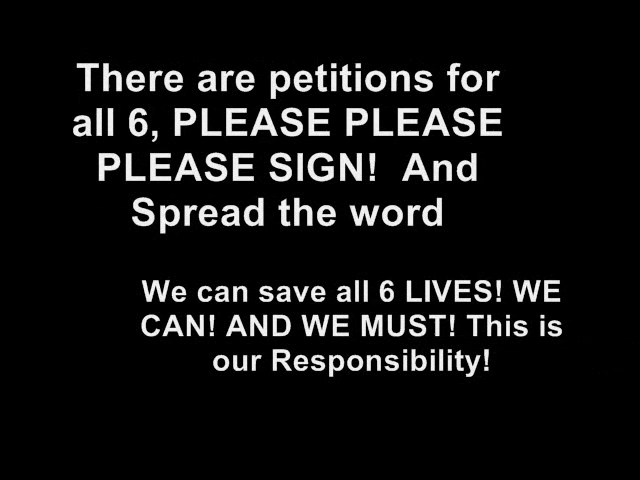 There are petitions for
all 6, PLEASE PLEASE
PLEASE SIGN!  And
Spread the word
We can save all 6 LIVES! WE
CAN! AND WE MUST! This is
our Responsibility!